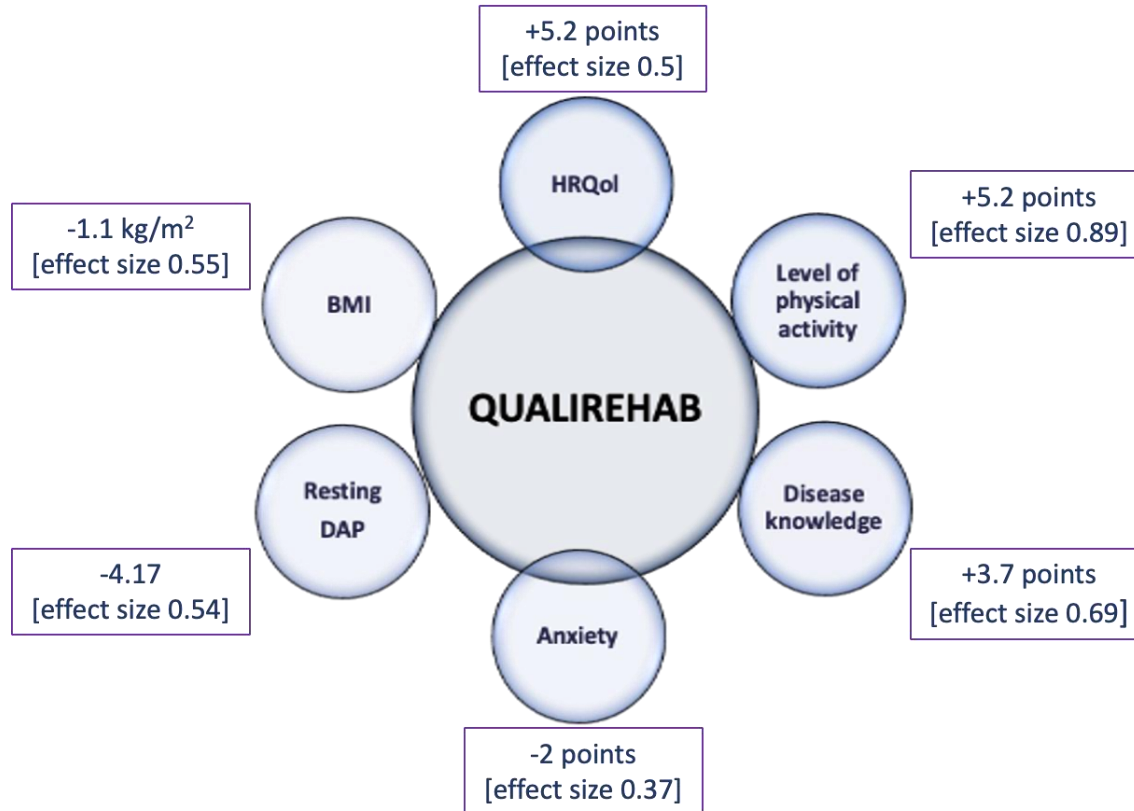 +5.2 points
[effect size 0.5]
HRQol
+5.2 points
[effect size 0.89]
-1.1 kg/m²
[effect size 0.55]
Level of
physical
activity
BMI
QUALIREHAB
Resting
DAP
Disease
knowledge
-4.17
[effect size 0.54]
+3.7 points
[effect size 0.69]
Anxiety
-2 points
[effect size 0.37]